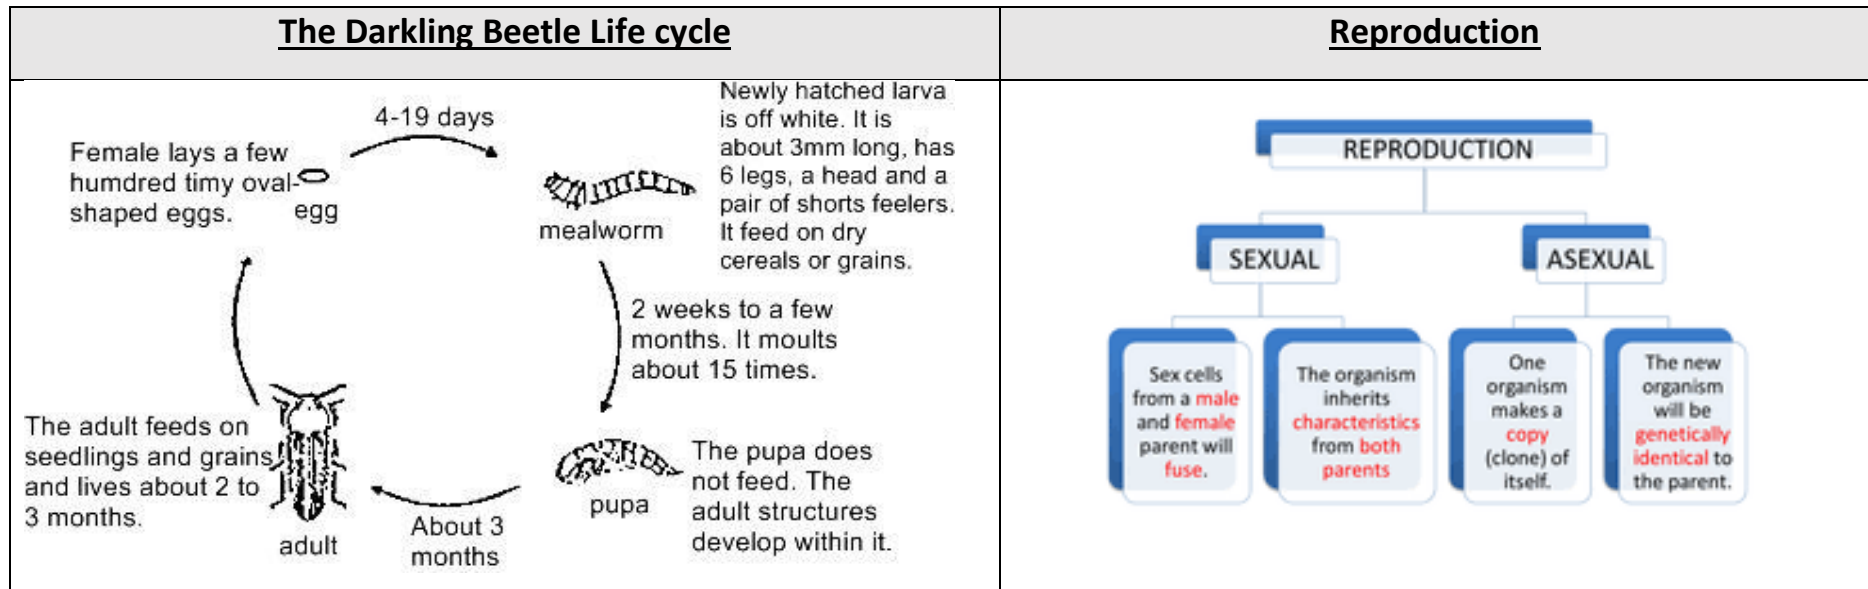 The Darkling Beetle Life cycle
Reproduction
4-19 days
Female lays a few
humdred timy oval-
shaped eggs.
egg
mealworm
Newly hatched larva
is off white. It is
about 3mm long, has
6 legs, a head and a
pair of shorts feelers.
It feed on dry
cereals or grains.
2 weeks to a few
months. It moults
about 15 times.
The pupa does
not feed. The
adult structures
develop within it.
pupa
About 3
months
The adult feeds on
seedlings and grains
and lives about 2 to
3 months.
adult
REPRODUCTION
SEXUAL
ASEXUAL
Sex cells
from a male
and female
parent will
fuse.
The organism
inherits
characteristics
from both
parents
One
organism
makes a
copy
(clone) of
itself.
The new
organism
will be
genetically
identical to
the parent.